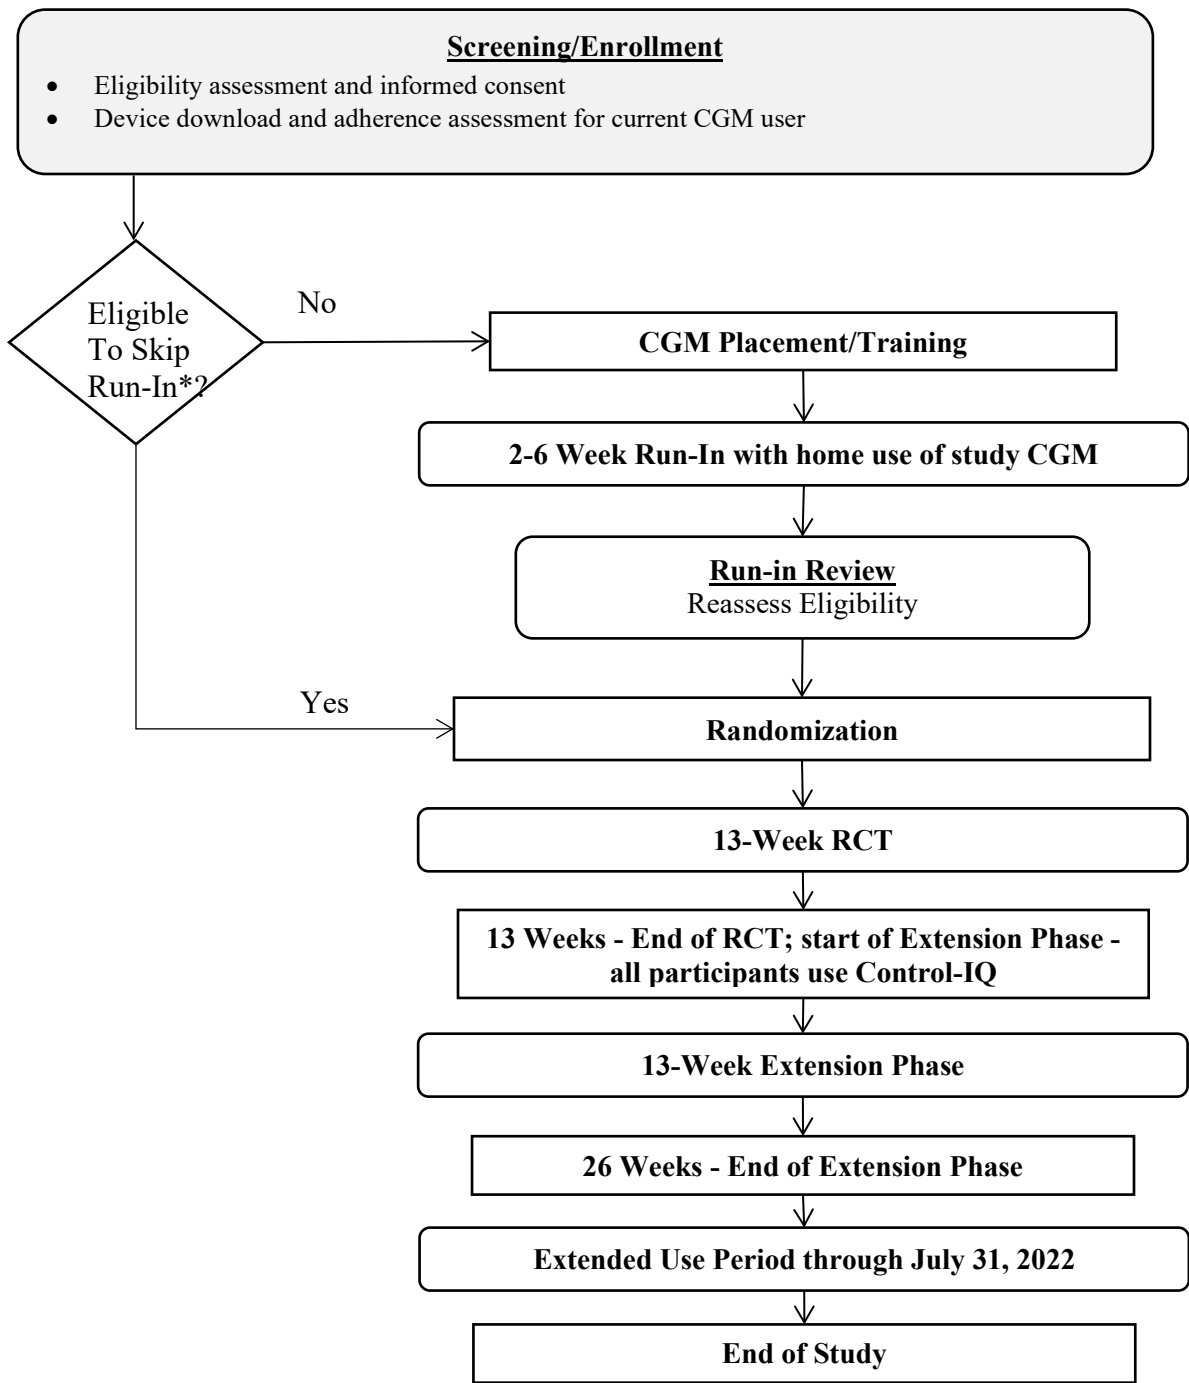 Screening/Enrollment
• Eligibility assessment and informed consent
• Device download and adherence assessment for current CGM user
Eligible
To Skip
Run-In*?
No
CGM Placement/Training
2-6 Week Run-In with home use of study CGM
Run-in Review
Reassess Eligibility
Yes
Randomization
13-Week RCT
13 Weeks - End of RCT; start of Extension Phase -
all participants use Control-IQ
13-Week Extension Phase
26 Weeks - End of Extension Phase
Extended Use Period through July 31, 2022
End of Study